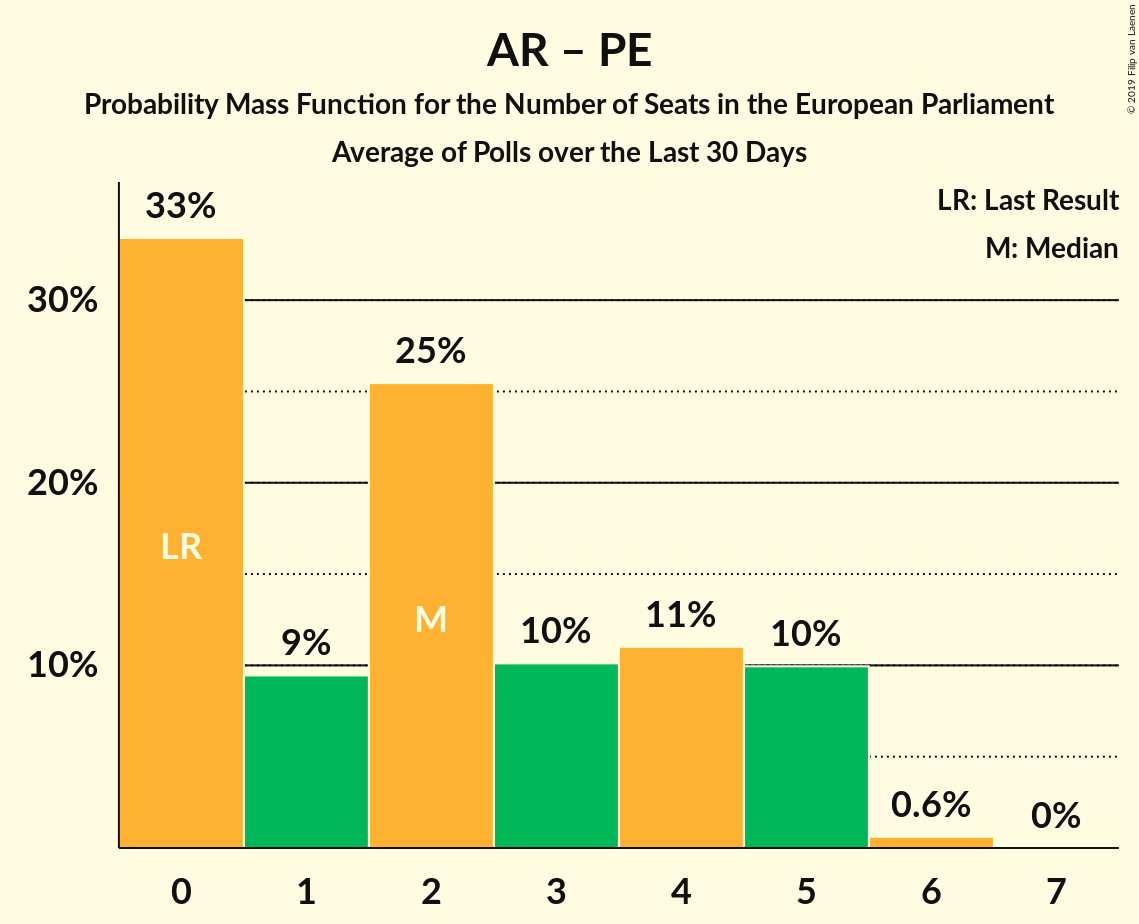 AR – PE
Probability Mass Function for the Number of Seats in the European Parliament
Average of Polls over the Last 30 Days
© 2019 Filip van Laenen
LR: Last Result
M: Median
33%
30%
25%
20%
LR
M
11%
10%
10%
9%
10%
0.6%
0%
0 1 2 3 4 5 6 7